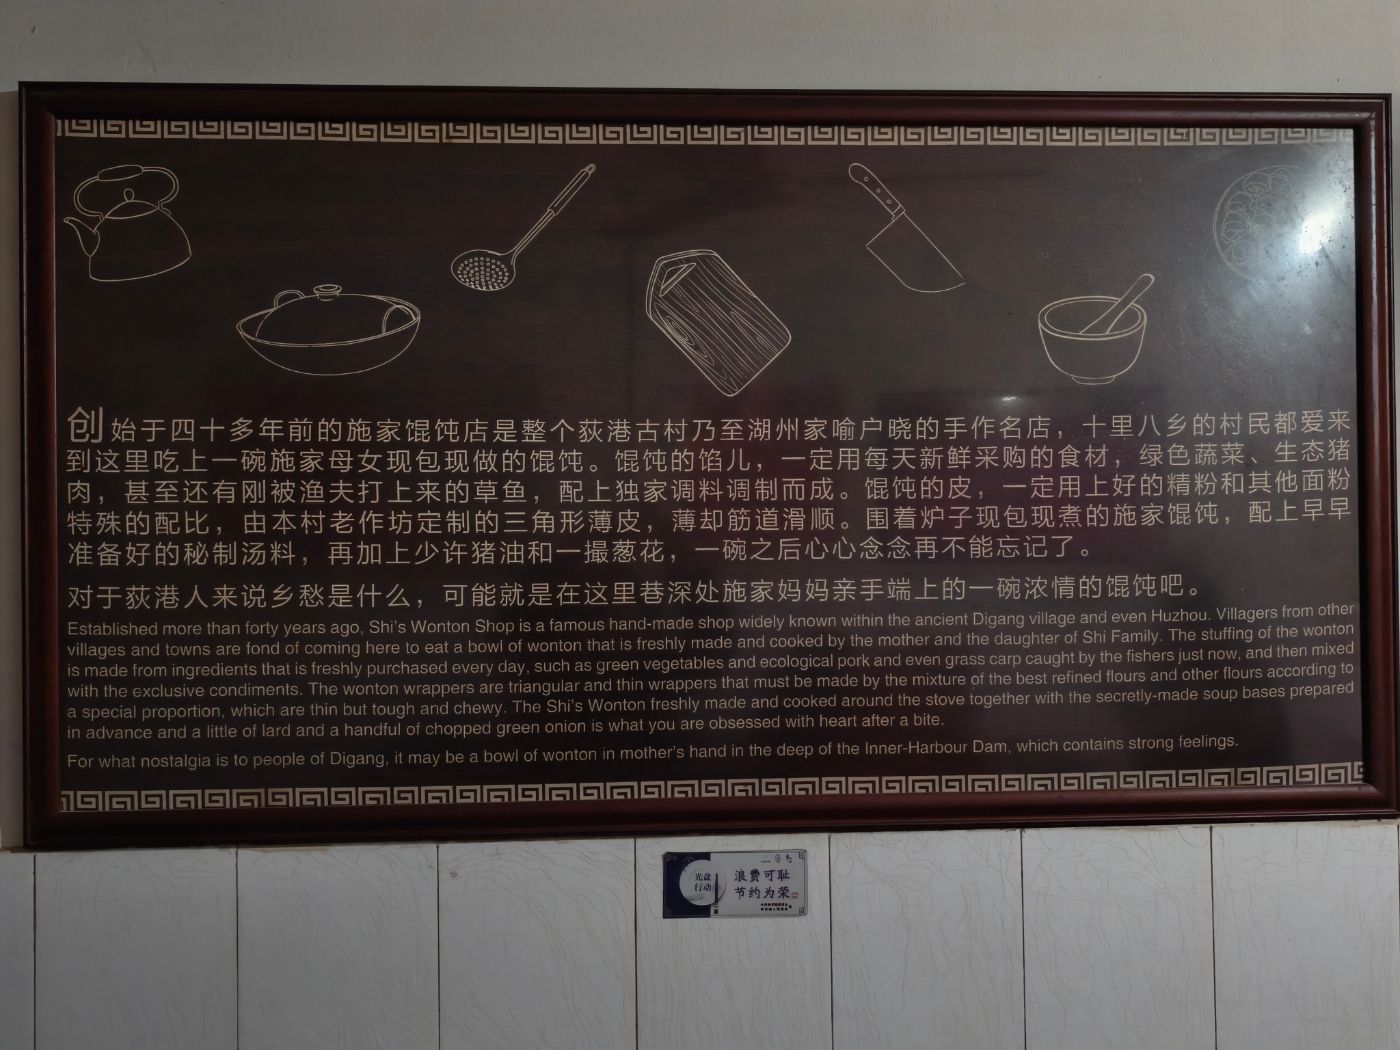 创始于四十多年前的施家馄饨店是整个荻港古村乃至湖州家喻户晓的手作名店，十里八乡的村民都爱来
到这里吃上一碗施家母女现包现做的馄饨。馄饨的馅儿，一定用每天新鲜采购的食材，绿色蔬菜、生态猪
肉，甚至还有刚被渔夫打上来的草鱼，配上独家调料调制而成。馄饨的皮，一定用上好的精粉和其他面粉
特殊的配比，由本村老作坊定制的三角形薄皮，薄却筋道滑顺。围着炉子现包现煮的施家馄饨，配上早早
准备好的秘制汤料，再加上少许猪油和一撮葱花，一碗之后心心念念再不能忘记了。
对于荻港人来说乡愁是什么，可能就是在这里巷深处施家妈妈亲手端上的一碗浓情的馄饨吧。
Established more than forty years ago, Shi's Wonton Shop is a famous hand-made shop widely known within the ancient Digang village and even Huzhou. Villagers from other
villages and towns are fond of coming here to eat a bowl of wonton that is freshly made and cooked by the mother and the daughter of Shi Family. The stuffing of the wonton
is made from ingredients that is freshly purchased every day, such as green vegetables and ecological pork and even grass carp caught by the fishers just now, and then mixed
with the exclusive condiments. The wonton wrappers are triangular and thin wrappers that must be made by the mixture of the best refined flours and other flours according to
a special proportion, which are thin but tough and chewy. The Shi's Wonton freshly made and cooked around the stove together with the secretly-made soup bases prepared
in advance and a little of lard and a handful of chopped green onion is what you are obsessed with heart after a bite.
For what nostalgia is to people of Digang, it may be a bowl of wonton in mother's hand in the deep of the Inner-Harbour Dam, which contains strong feelings.
光盘
行动
浪费可耻
节约为荣